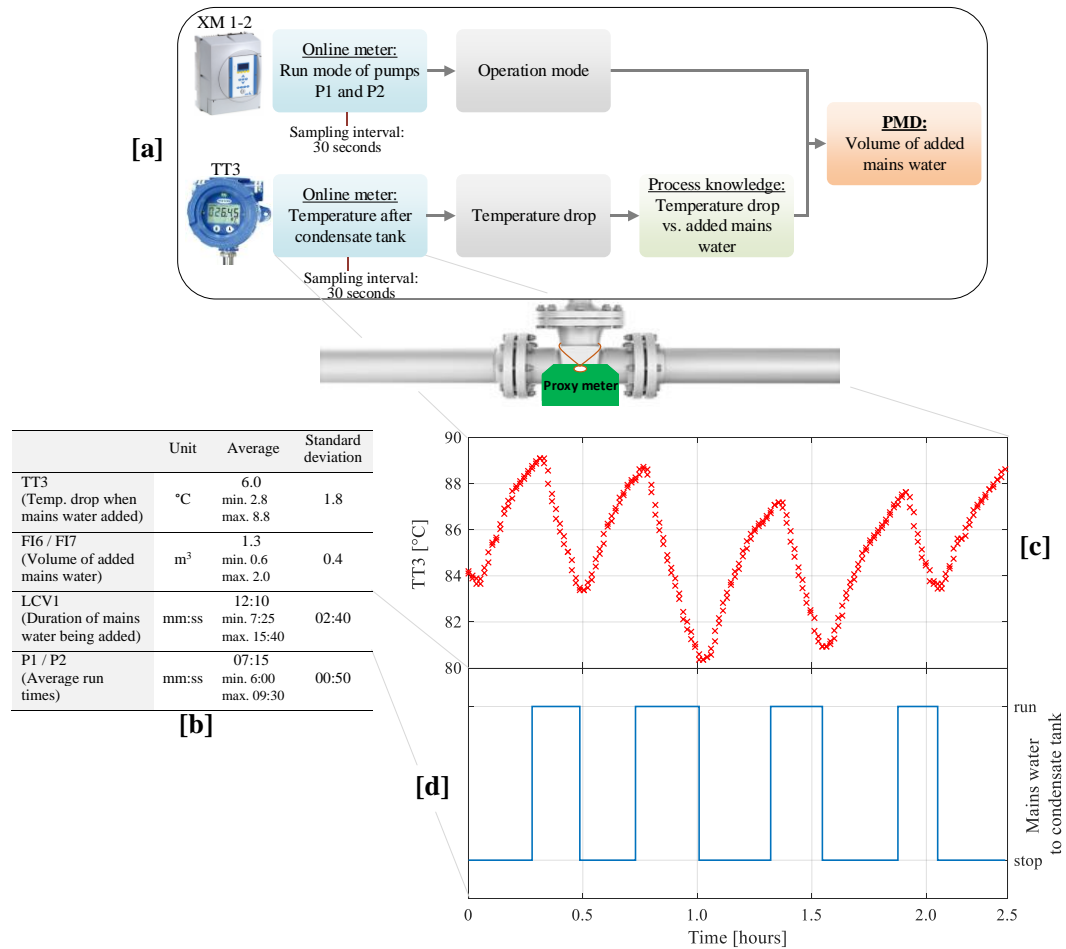 XM 1-2
Online meter:
Run mode of pumps
P1 and P2
Operation mode
Sampling interval:
30 seconds
PMD:
Volume of added
mains water
[a]
TT3
Online meter:
Temperature after
condensate tank
Temperature drop
Process knowledge:
Temperature drop
vs. added mains
water
Sampling interval:
30 seconds
Proxy meter
Unit Average Standard
deviation
TT3
(Temp. drop when
mains water added)
°C
6.0
min. 2.8
max. 8.8
1.8
FI6 / FI7
(Volume of added
mains water)
m³
1.3
min. 0.6
max. 2.0
0.4
LCV1
(Duration of mains
water being added)
mm:ss
12:10
min. 7:25
max. 15:40
02:40
P1 / P2
(Average run
times)
mm:ss
07:15
min. 6:00
max. 09:30
00:50
[b]
90
88
86
84
82
80
TT3 [°C]
[c]
[d]
run
stop
Mains water
to condensate tank
0 0.5 1.0 1.5 2.0 2.5
Time [hours]